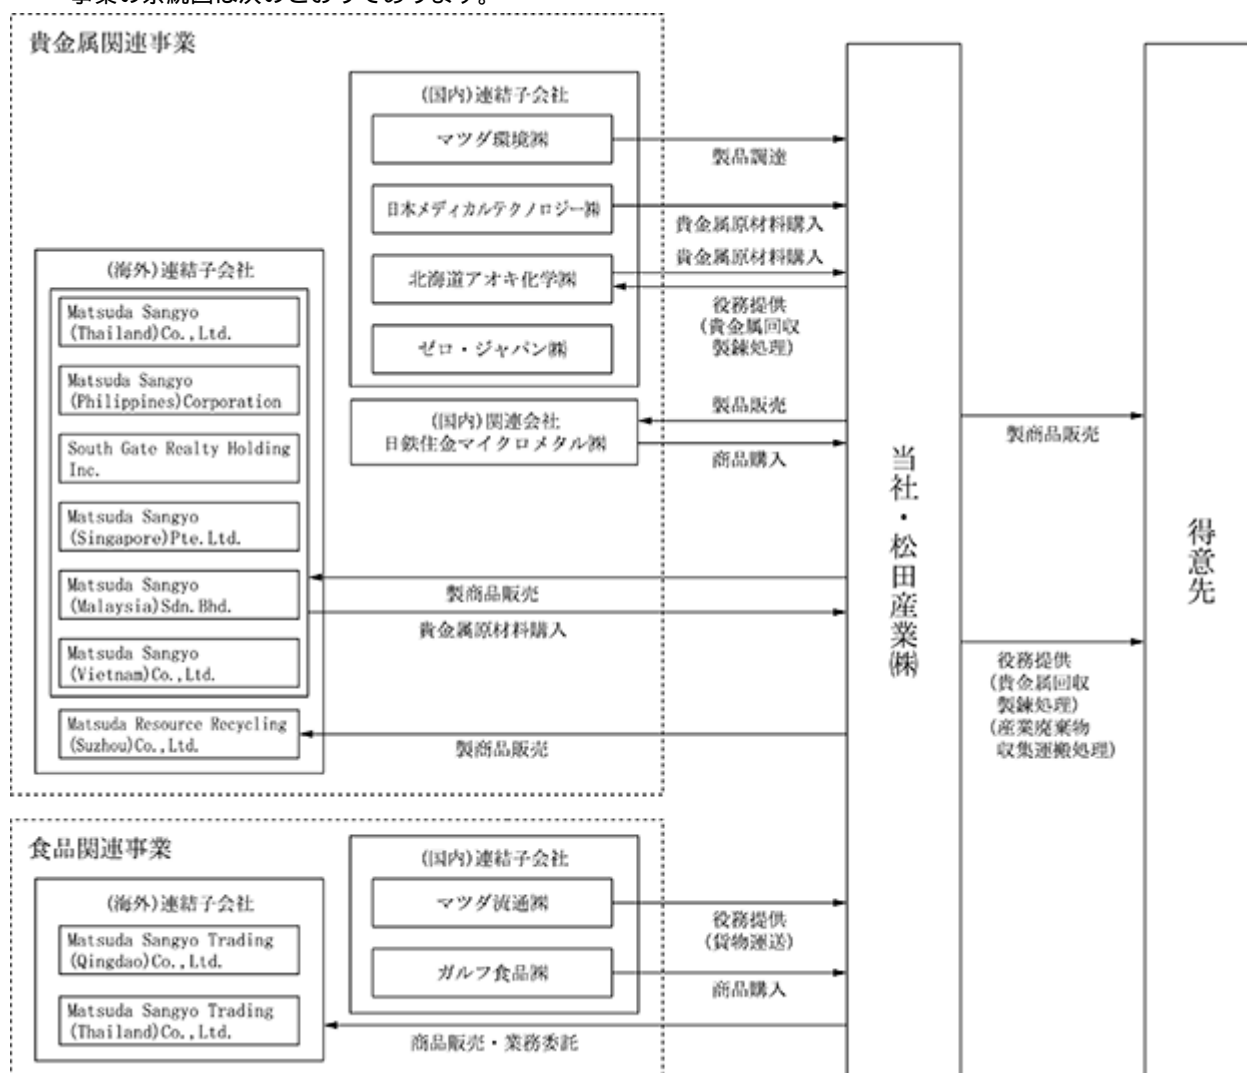 事業の系統図は次のとおりであります。
貴金属関連事業
(国内)連結子会社
マツダ環境㈱
製品調達
日本メディカルテクノロジー㈱
貴金属原材料購入
貴金属原材料購入
北海道アオキ化学㈱
役務提供
(貴金属回収
製錬処理)
ゼロ・ジャパン㈱
(海外)連結子会社
Matsuda Sangyo
(Thailand)Co.,Ltd.
Matsuda Sangyo
(Philippines)Corporation
South Gate Realty Holding
Inc.
Matsuda Sangyo
(Singapore)Pte.Ltd.
Matsuda Sangyo
(Malaysia)Sdn.Bhd.
Matsuda Sangyo
(Vietnam)Co.,Ltd.
Matsuda Resource Recycling
(Suzhou)Co.,Ltd.
(国内)関連会社
日鉄住金マイクロメタル㈱
製品販売
商品購入
製商品販売
貴金属原材料購入
製商品販売
当社・松田産業㈱
製商品販売
役務提供
(貴金属回収
製錬処理)
(産業廃棄物
収集運搬処理)
得意先
食品関連事業
(国内)連結子会社
マツダ流通㈱
役務提供
(貨物運送)
ガルフ食品㈱
商品購入
(海外)連結子会社
Matsuda Sangyo Trading
(Qingdao)Co.,Ltd.
Matsuda Sangyo Trading
(Thailand)Co.,Ltd.
商品販売・業務委託